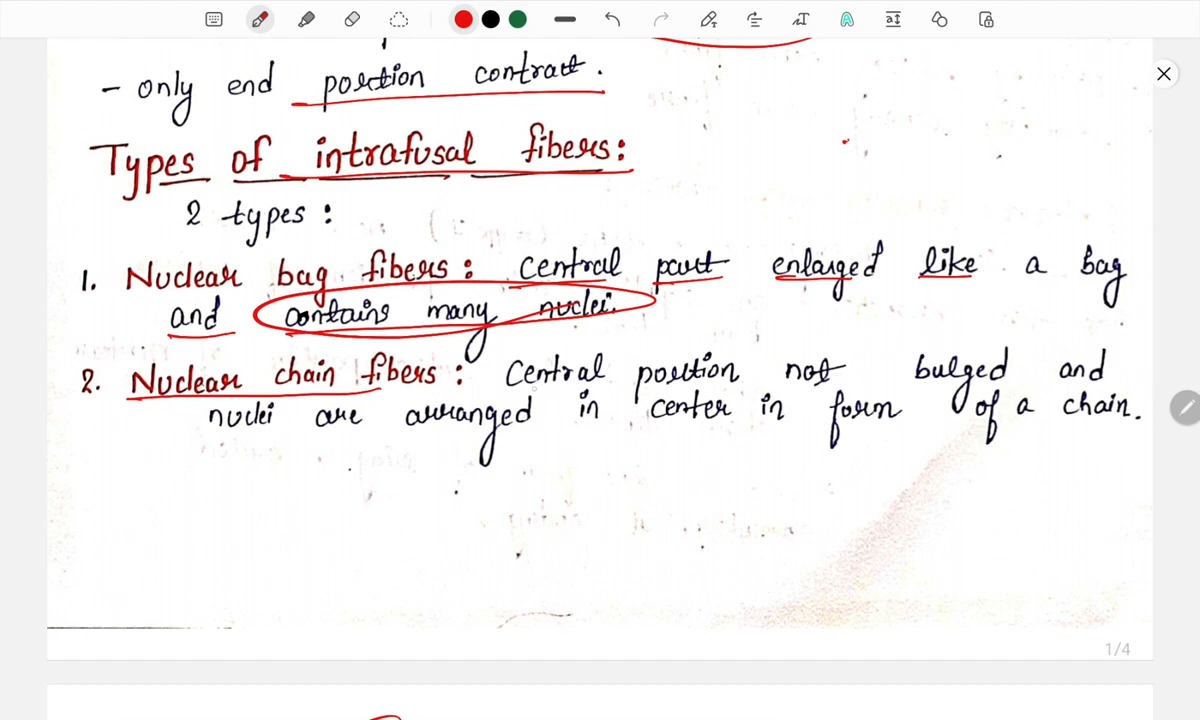 - only end portion contract.
Types of intrafusal fibers:
2 types:
1. Nuclear bag fibers: central part enlarged like a bag
and contains many nuclei.
2. Nuclear chain fibers: Central portion not bulged and
nuclei are arranged in center in form of a chain.
1/4